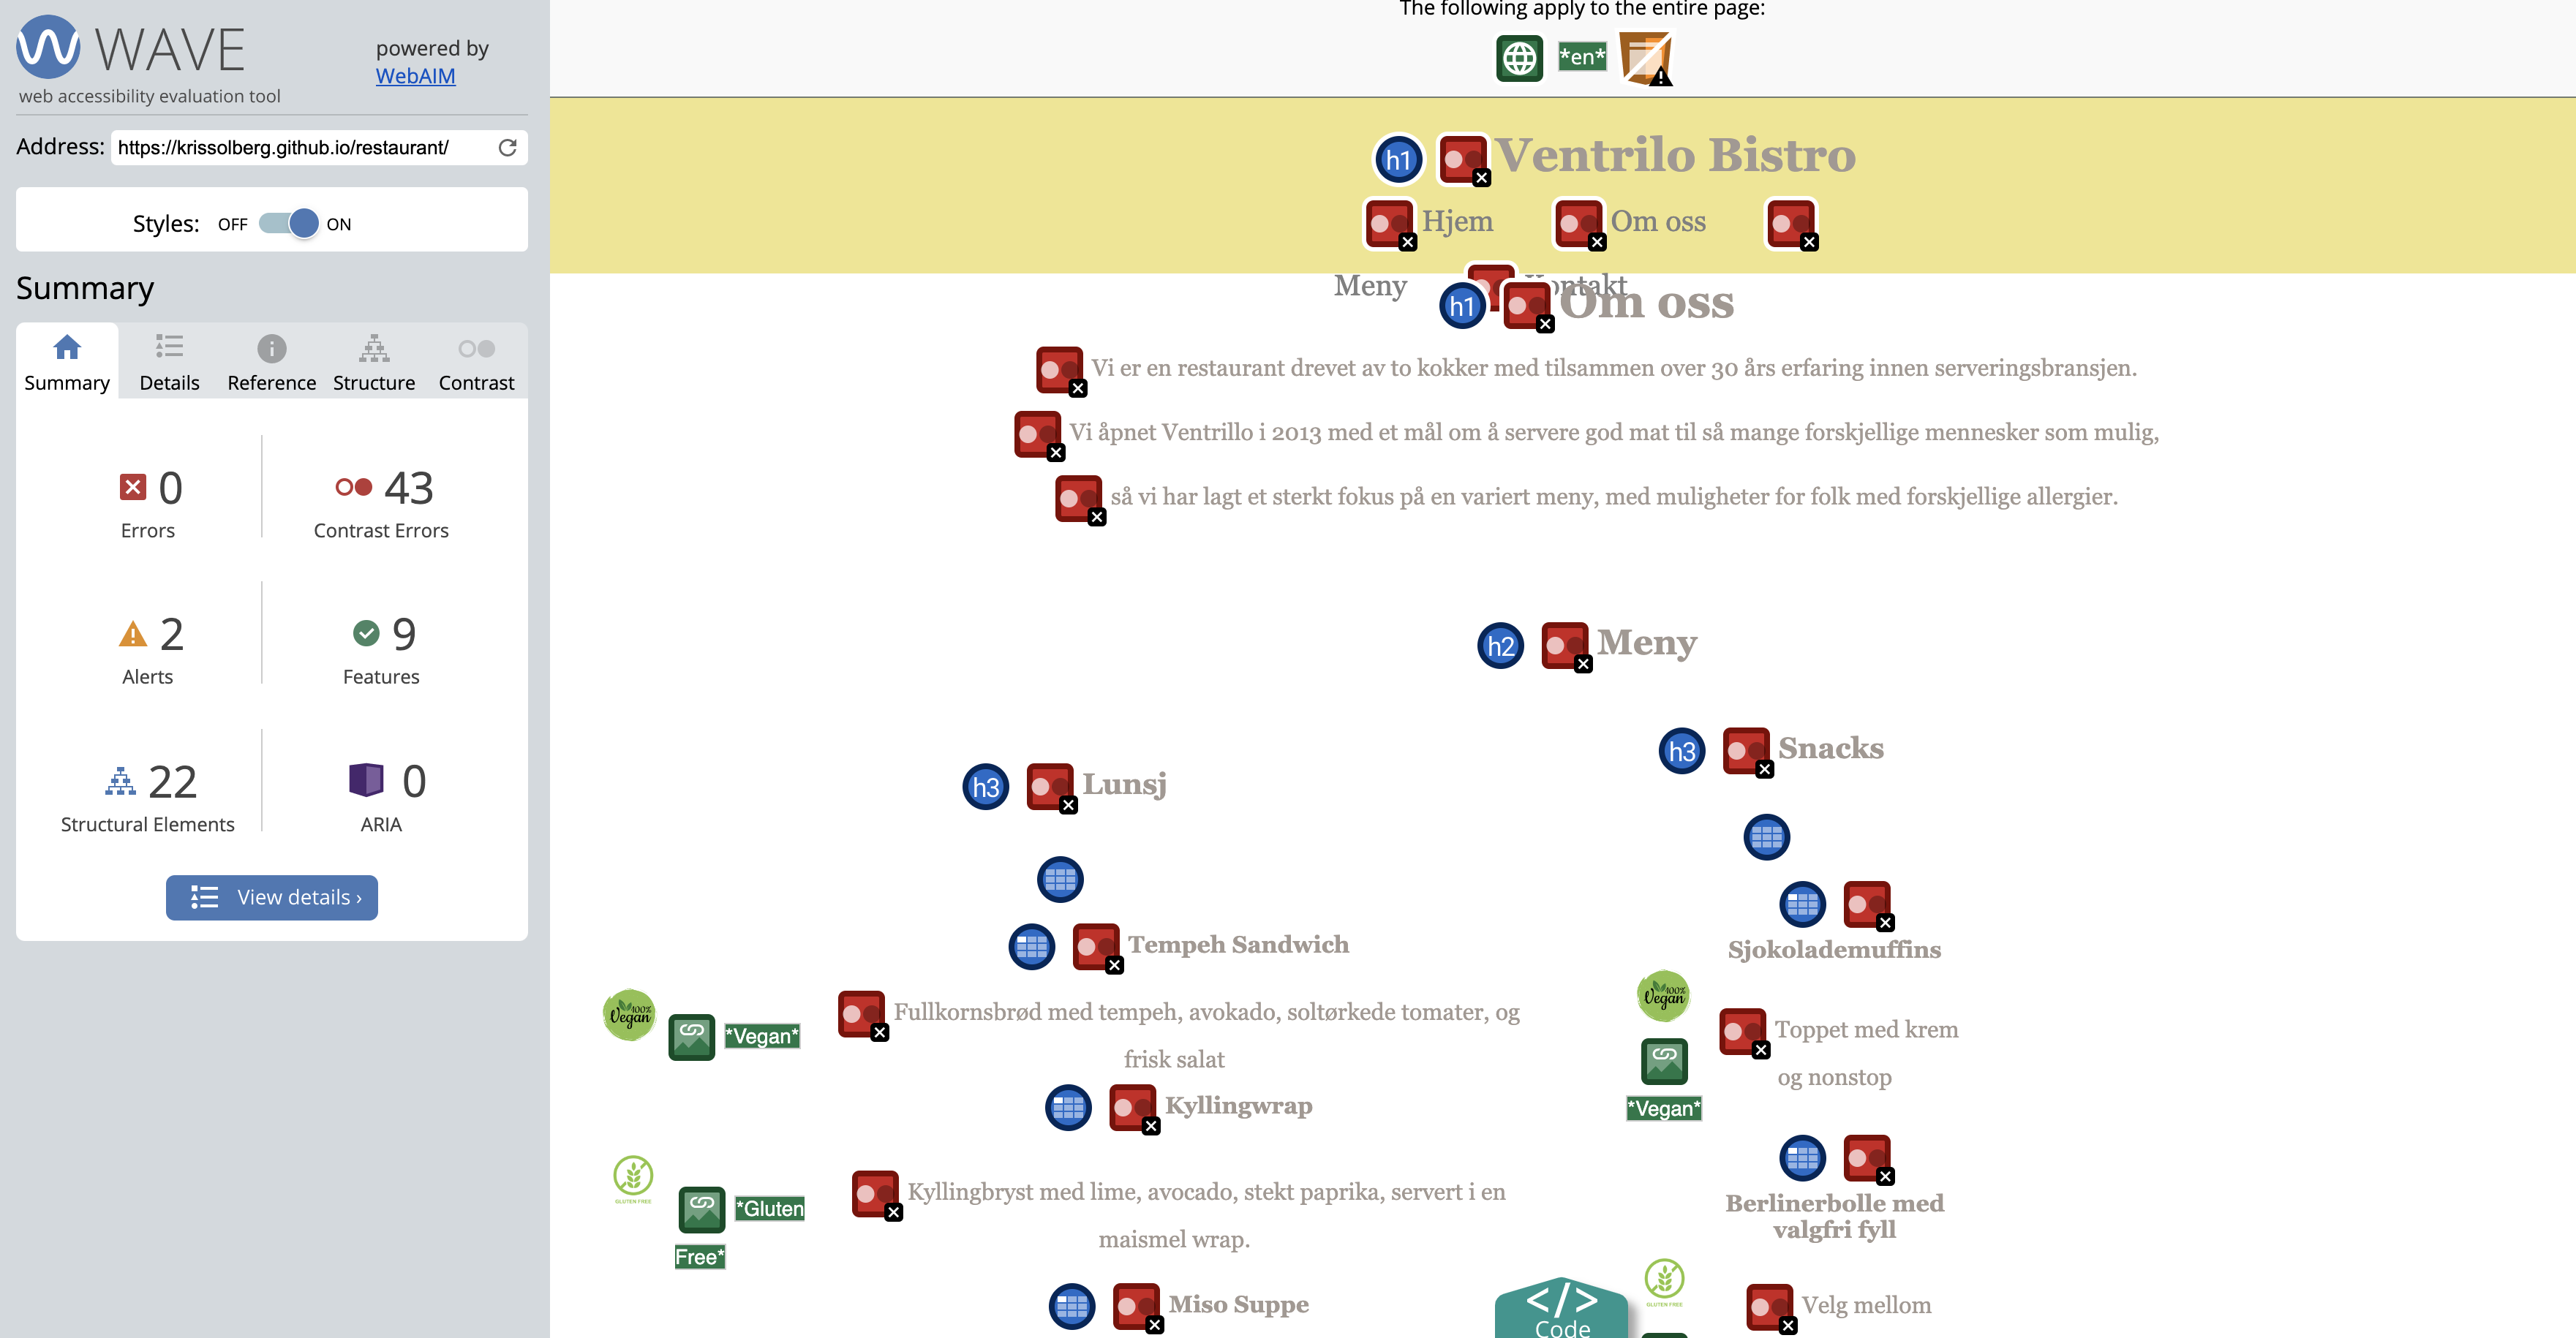 WAVE
powered by
WebAIM
web accessibility evaluation tool
Address: https://krissolberg.github.io/restaurant/
Styles: OFF ON
Summary
Summary Details Reference Structure Contrast
0
Errors
43
Contrast Errors
2
Alerts
9
Features
22
Structural Elements
0
ARIA
View details ›
The following apply to the entire page:
*en*
h1 Ventrilo Bistro
Hjem Om oss
Meny Kontakt
h1 Om oss
Vi er en restaurant drevet av to kokker med tilsammen over 30 års erfaring innen serveringsbransjen.
Vi åpnet Ventrillo i 2013 med et mål om å servere god mat til så mange forskjellige mennesker som mulig,
så vi har lagt et sterkt fokus på en variert meny, med muligheter for folk med forskjellige allergier.
h2 Meny
h3 Lunsj
Tempeh Sandwich
100% Vegan
*Vegan*
Fullkornsbrød med tempeh, avokado, soltørkede tomater, og
frisk salat
Kyllingwrap
GLUTEN FREE
*Gluten
Free*
Kyllingbryst med lime, avocado, stekt paprika, servert i en
maismel wrap.
Miso Suppe
h3 Snacks
Sjokolademuffins
100% Vegan
*Vegan*
Toppet med krem
og nonstop
Berlinerbolle med
valgfri fyll
GLUTEN FREE
Velg mellom
</> Code